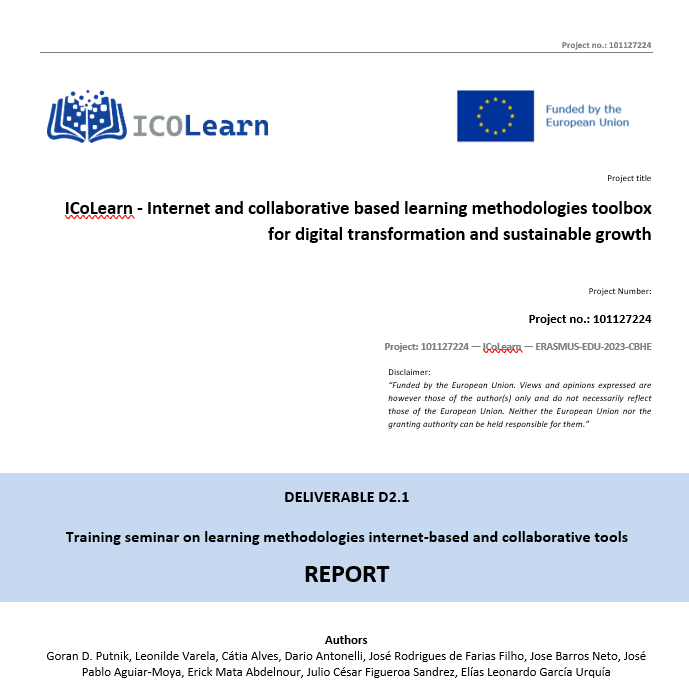 Project no.: 101127224
ICOLearn
Funded by the
European Union
Project title
ICoLearn - Internet and collaborative based learning methodologies toolbox
for digital transformation and sustainable growth
Project Number:
Project no.: 101127224
Project: 101127224 — ICoLearn — ERASMUS-EDU-2023-CBHE
Disclaimer:
“Funded by the European Union. Views and opinions expressed are
however those of the author(s) only and do not necessarily reflect
those of the European Union. Neither the European Union nor the
granting authority can be held responsible for them.”
DELIVERABLE D2.1
Training seminar on learning methodologies internet-based and collaborative tools
REPORT
Authors
Goran D. Putnik, Leonilde Varela, Cátia Alves, Dario Antonelli, José Rodrigues de Farias Filho, Jose Barros Neto, José
Pablo Aguiar-Moya, Erick Mata Abdelnour, Julio César Figueroa Sandrez, Elías Leonardo García Urquía